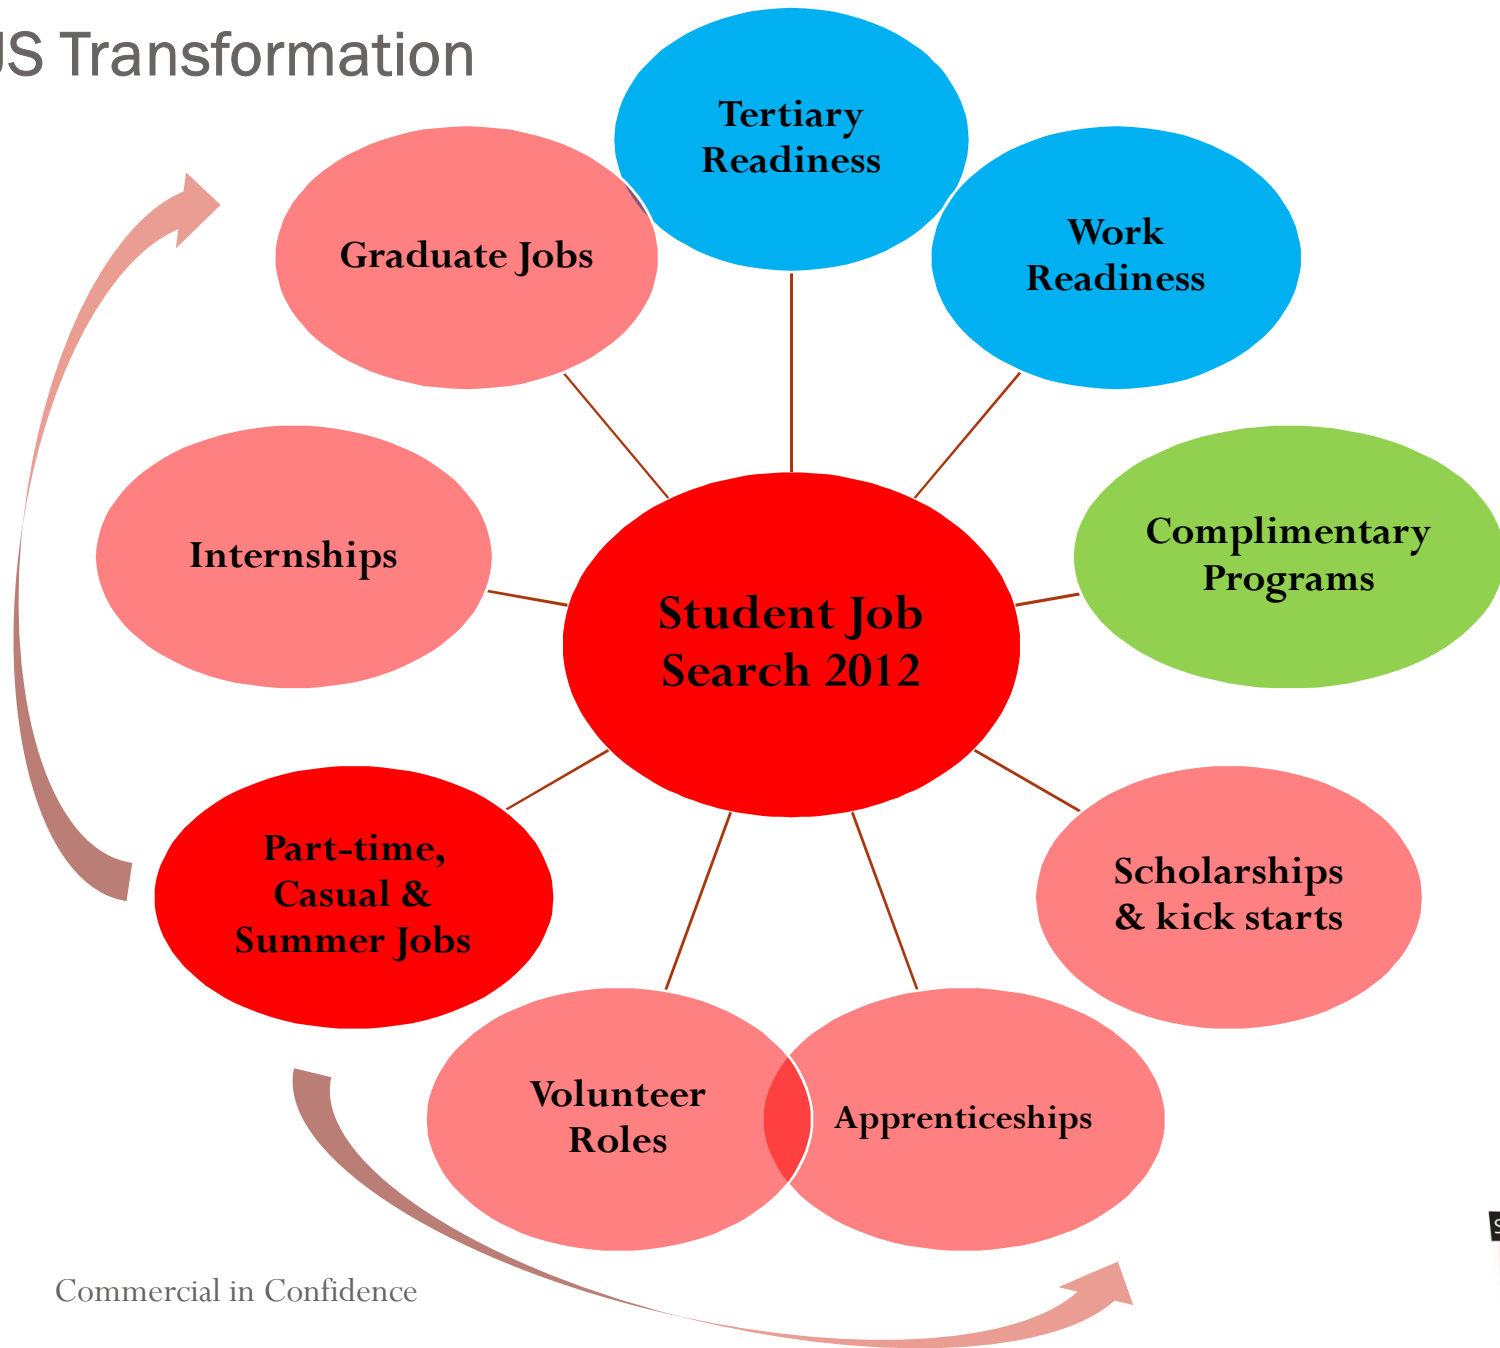 JS Transformation
Tertiary
Readiness
Graduate Jobs
Work
Readiness
Internships
Complimentary
Programs
Student Job
Search 2012
Part-time,
Casual &
Summer Jobs
Scholarships
& kick starts
Volunteer
Roles
Apprenticeships
Commercial in Confidence